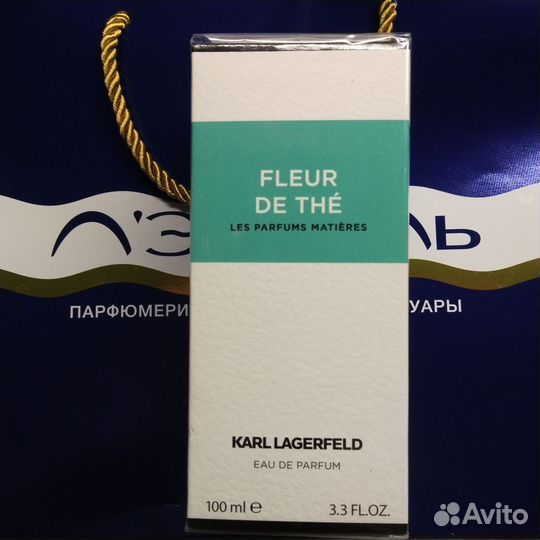 FLEUR
DE THÉ
LES PARFUMS MATIÈRES
Л'Э ЛЬ
ПАРФЮМЕРИ УАРЫ
KARL LAGERFELD
EAU DE PARFUM
100 ml ℮ 3.3 FL.OZ.
Avito